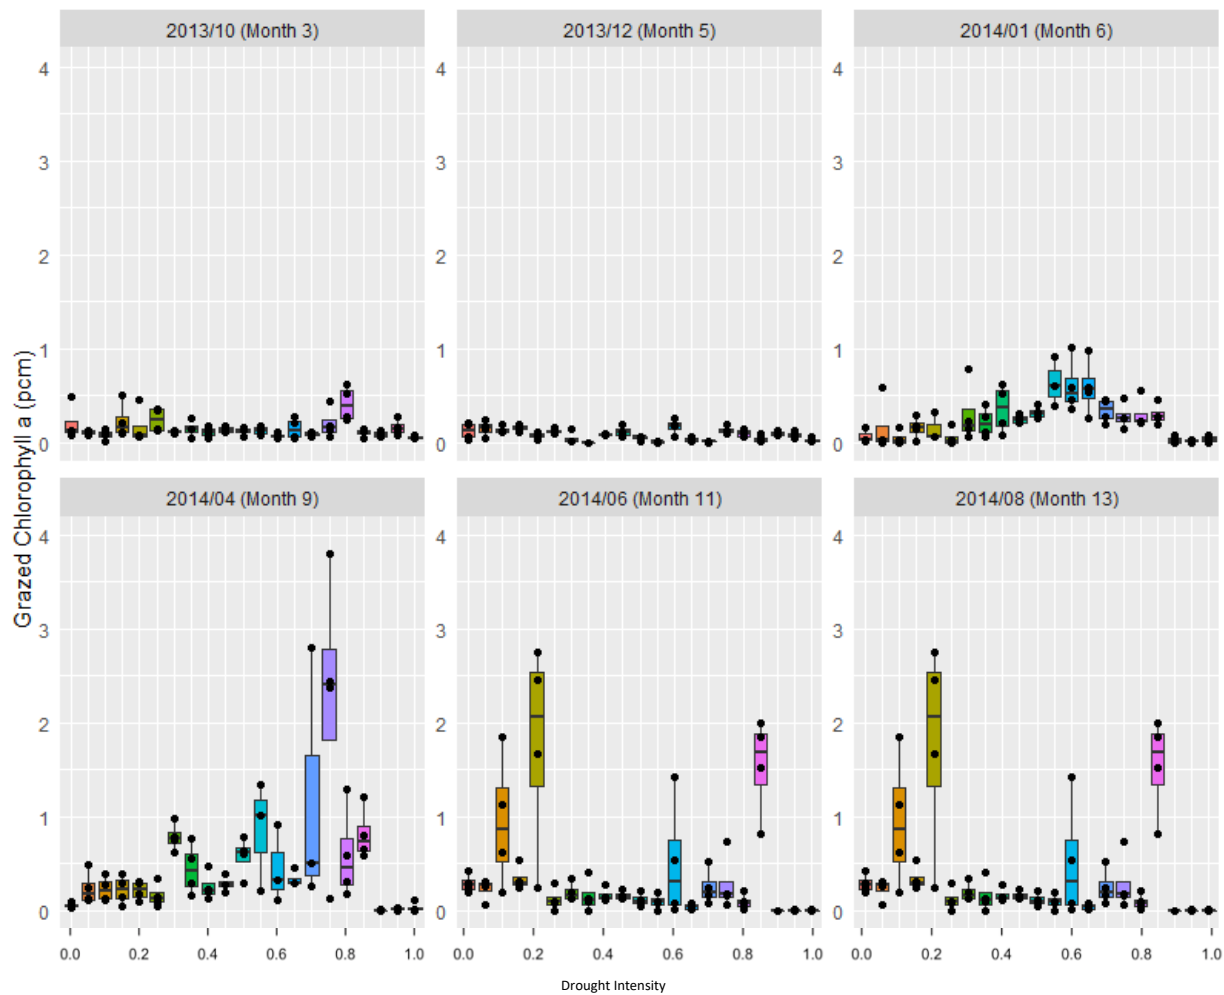 2013/10 (Month 3) 2013/12 (Month 5) 2014/01 (Month 6)
4 4 4
3 3 3
2 2 2
1 1 1
0 0 0
Grazed Chlorophyll a (pcm)
2014/04 (Month 9) 2014/06 (Month 11) 2014/08 (Month 13)
4 4 4
3 3 3
2 2 2
1 1 1
0 0 0
0.0 0.2 0.4 0.6 0.8 1.0 0.0 0.2 0.4 0.6 0.8 1.0 0.0 0.2 0.4 0.6 0.8 1.0
Drought Intensity